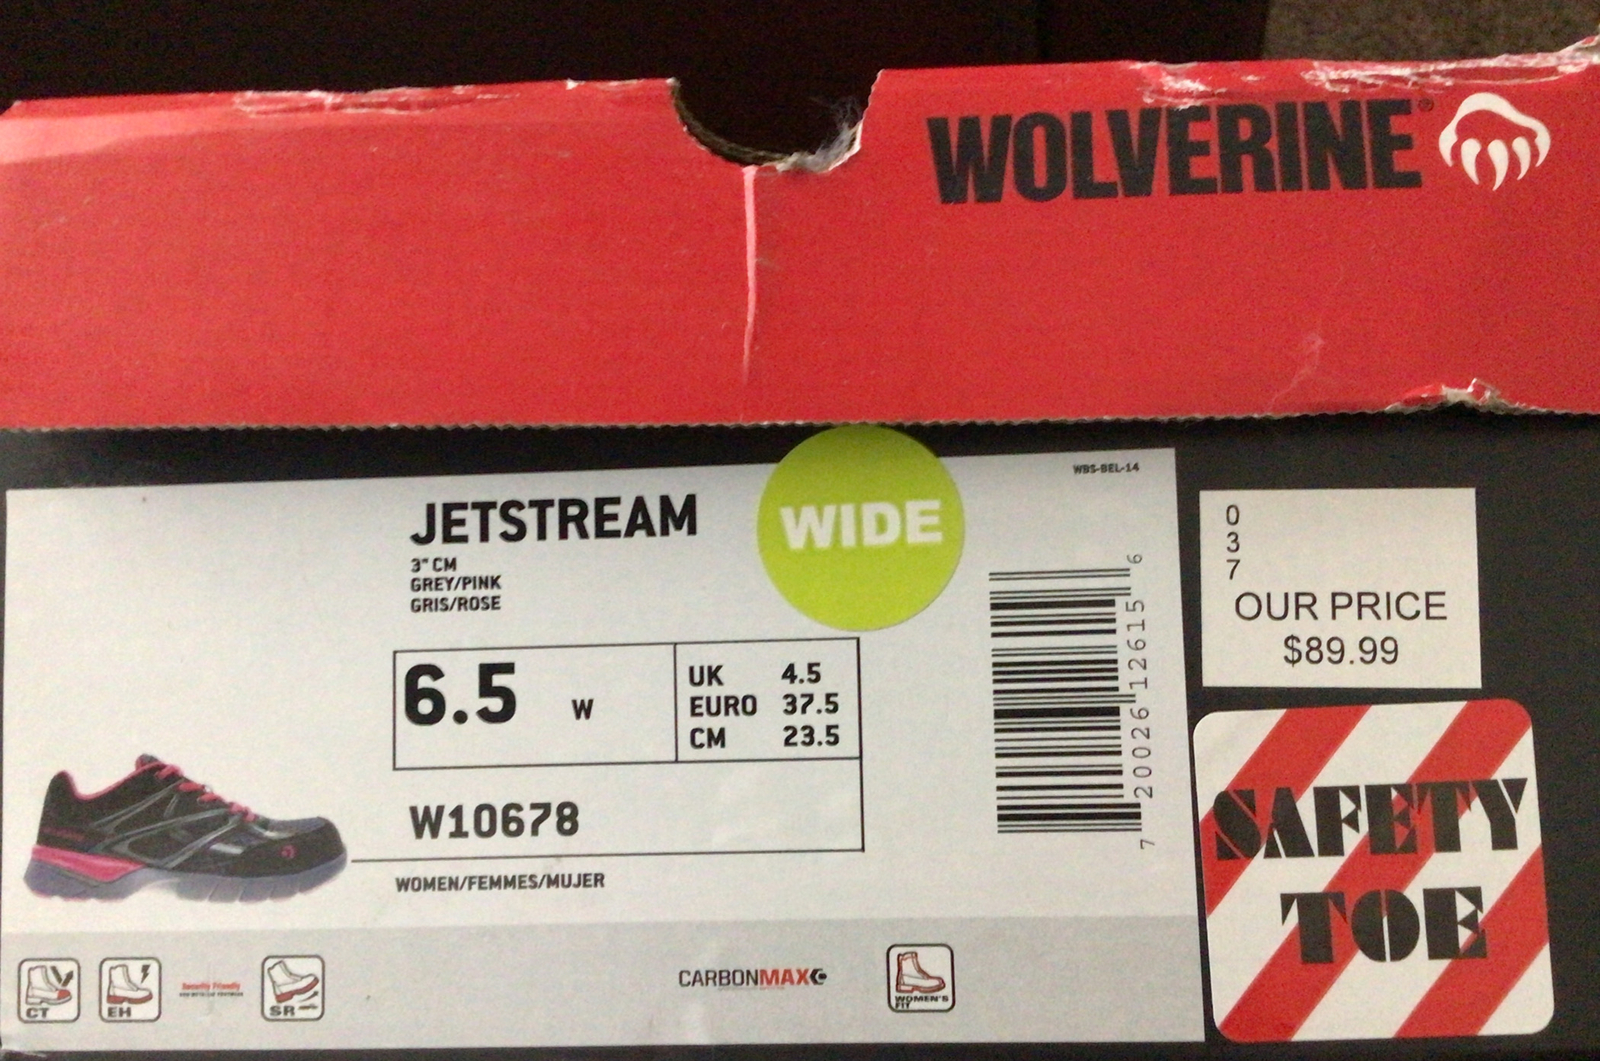 WOLVERINE®
WBS-BEL-14
JETSTREAM
WIDE
3" CM
GREY/PINK
GRIS/ROSE
6.5 W
UK 4.5
EURO 37.5
CM 23.5
W10678
WOMEN/FEMMES/MUJER
7 20026 12615 6
0
3
7
OUR PRICE
$89.99
SAFETY
TOE
CT
EH
Security Friendly
SR
CARBONMAX
WOMEN'S
FIT